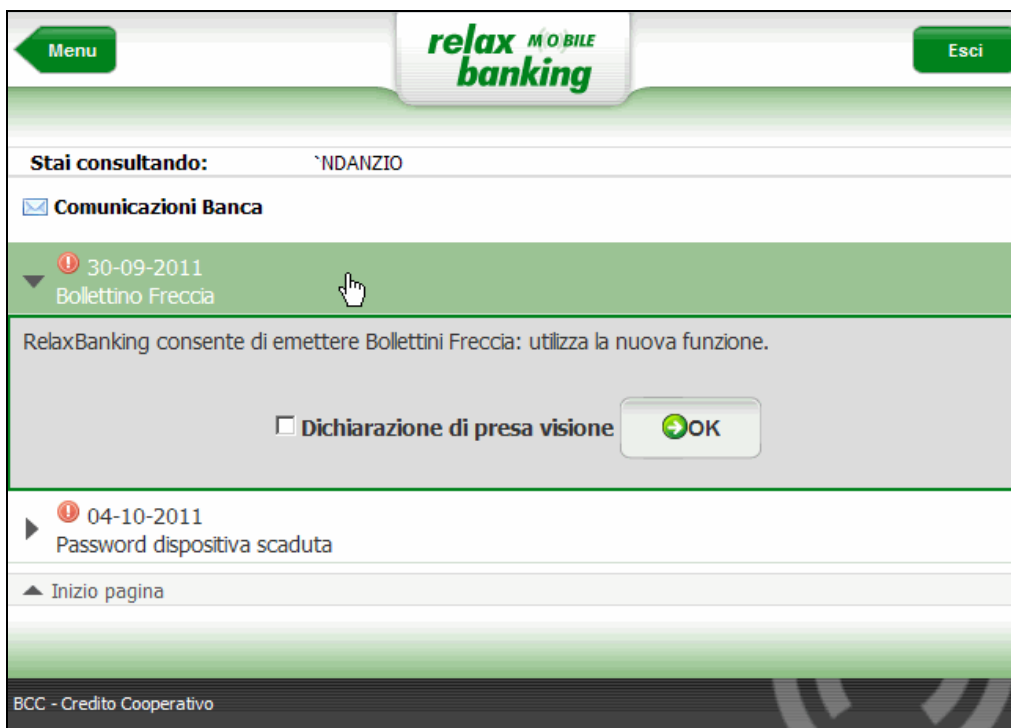 Menu
relax MOBILE
banking
Esci
Stai consultando: `NDANZIO
Comunicazioni Banca
30-09-2011
Bollettino Freccia
RelaxBanking consente di emettere Bollettini Freccia: utilizza la nuova funzione.
Dichiarazione di presa visione OK
04-10-2011
Password dispositiva scaduta
Inizio pagina
BCC - Credito Cooperativo